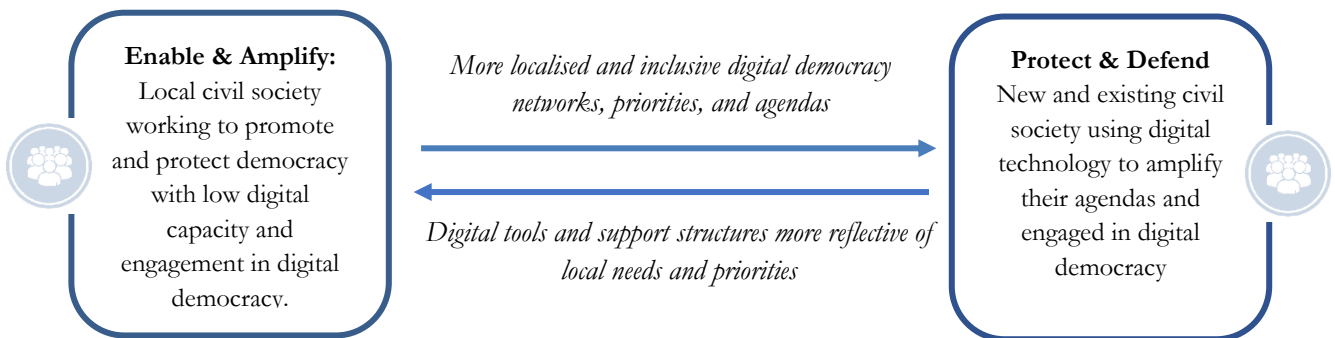 Enable & Amplify:
Local civil society
working to promote
and protect democracy
with low digital
capacity and
engagement in digital
democracy.
More localised and inclusive digital democracy
networks, priorities, and agendas
Digital tools and support structures more reflective of
local needs and priorities
Protect & Defend
New and existing civil
society using digital
technology to amplify
their agendas and
engaged in digital
democracy